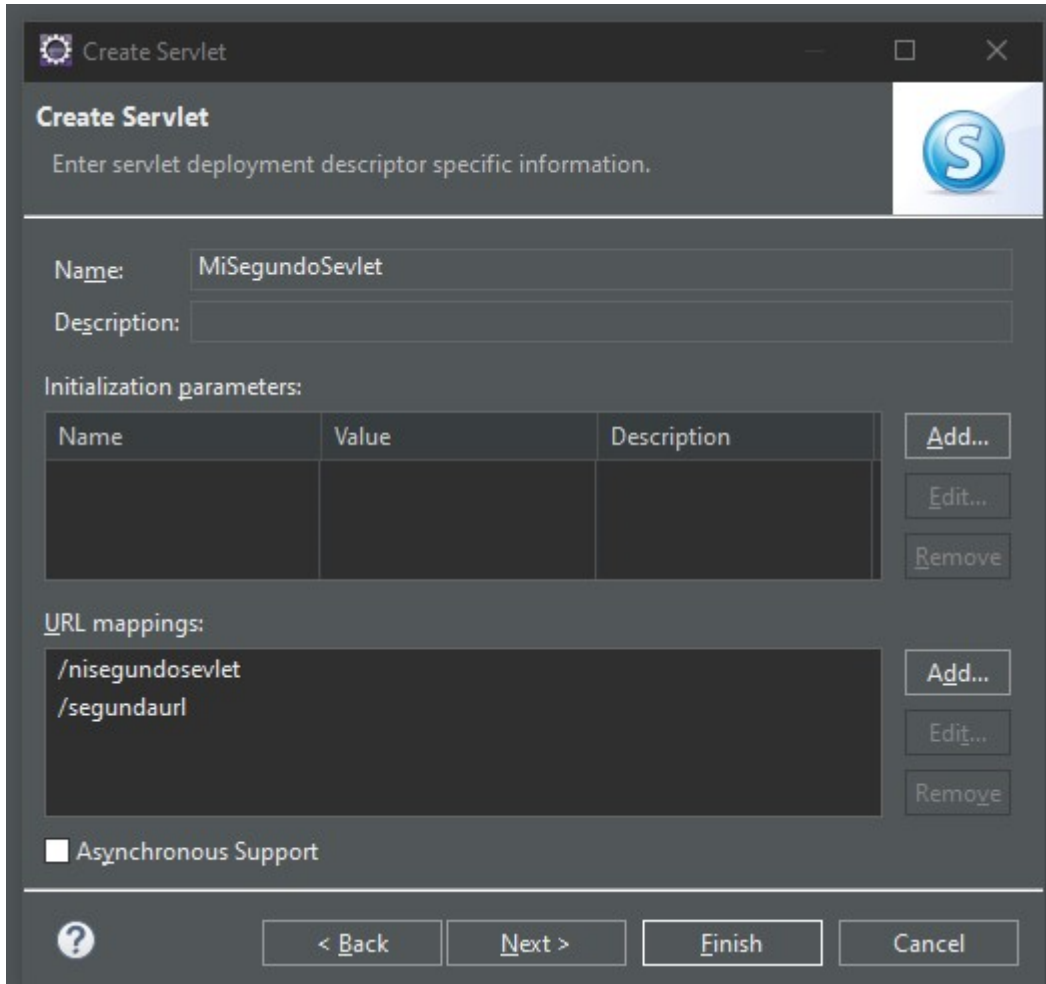 Create Servlet
Create Servlet
Enter servlet deployment descriptor specific information.
S
Name: MiSegundoSevlet
Description:
Initialization parameters:
Name Value Description
Add...
Edit...
Remove
URL mappings:
/nisegundosevlet
/segundaurl
Add...
Edit...
Remove
Asynchronous Support
? < Back Next > Finish Cancel